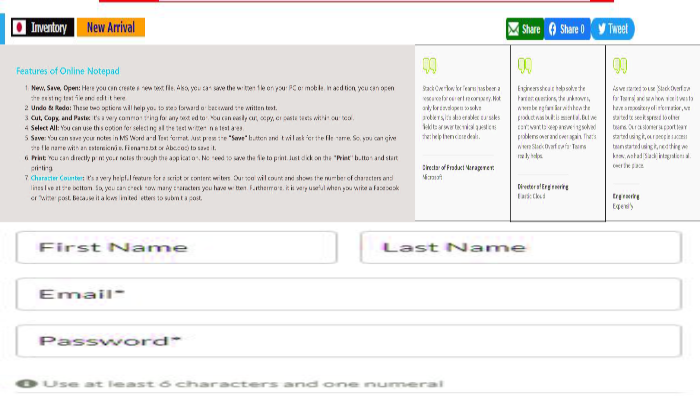 Inventory New Arrival
Share Share 0 Tweet
Features of Online Notepad
1. New, Save, Open: Here you can create a new text file. Also, you can save the written file on your PC or mobile. In addition, you can open
the existing text file and edit it here.
2. Undo & Redo: These two options will help you to step forward or backward the written text.
3. Cut, Copy, and Paste: It's a very common thing for any text editor. You can easily cut, copy, or paste texts within our tool.
4. Select All: You can use this option for selecting all the text written in a text area.
5. Save: You can save your notes in MS Word and Text format. Just press the "Save" button and it will ask for the file name. So, you can give
the file name with an extension(i.e. Filename.txt or Abc.doc) to save it.
6. Print: You can directly print your notes through the application. No need to save the file to print. Just click on the "Print" button and start
printing.
7. Character Counter: It's a very helpful feature for a script or content writers. Our tool will count and shows the number of characters and
lines live at the bottom. So, you can check how many characters you have written. Furthermore, it is very useful when you write a Facebook
or Twitter post. Because it allows limited letters to submit a post.
Stack Overflow for Teams has been a
resource for our entire company. Not
only for developers to solve
problems, it's also enables our sales
field to answer technical questions
that help them close deals.
Director of Product Management
Microsoft
Engineers should help solve the
hardest questions, the unknowns,
where being familiar with how the
product was built is essential. But we
don't want to keep answering solved
problems over and over again. That's
where Stack Overflow for Teams
really helps.
Director of Engineering
Elastic Cloud
As we started to use [Stack Overflow
for Teams] and saw how nice it was to
have a repository of information, we
started to see it spread to other
teams. Our customer support team
started using it, our people success
team started using it, next thing we
knew, we had [Slack] integrations all
over the place.
Engineering
Expensify
First Name Last Name
Email*
Password*
Use at least 6 characters and one numeral